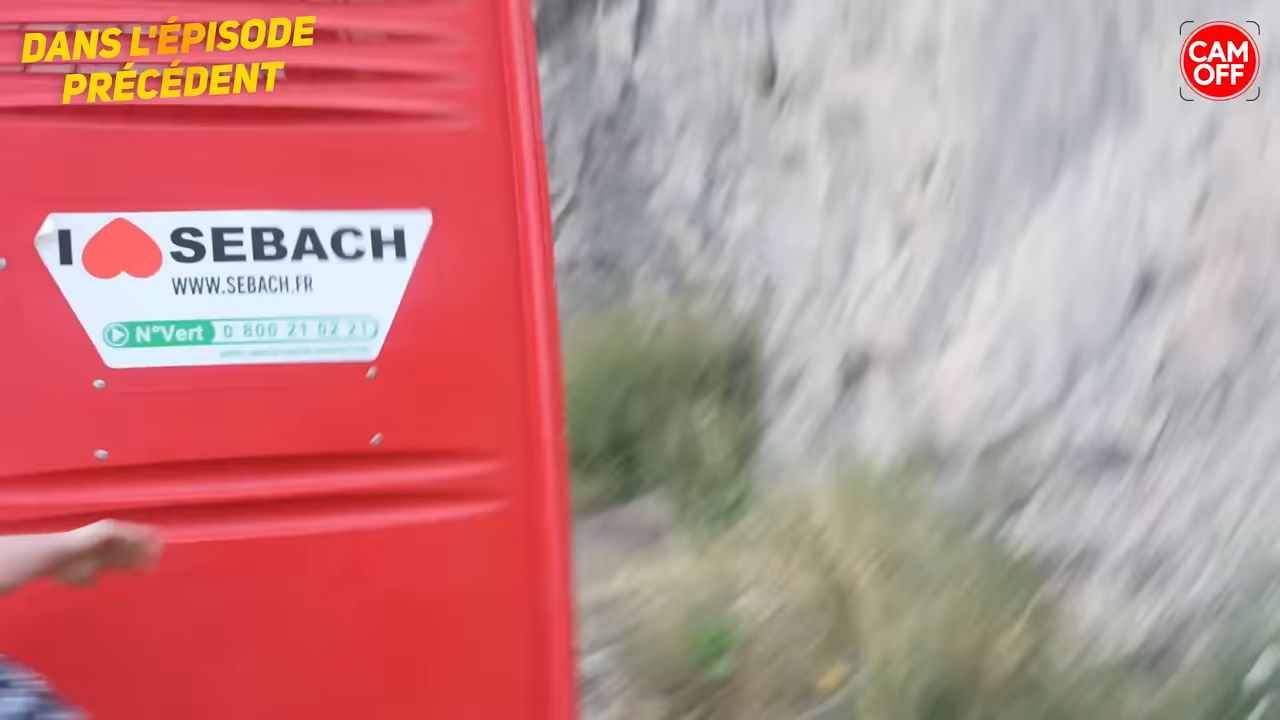 DANS L'ÉPISODE
PRÉCÉDENT
CAM
OFF
I SEBACH
WWW.SEBACH.FR
N°Vert 0 800 21 02 21